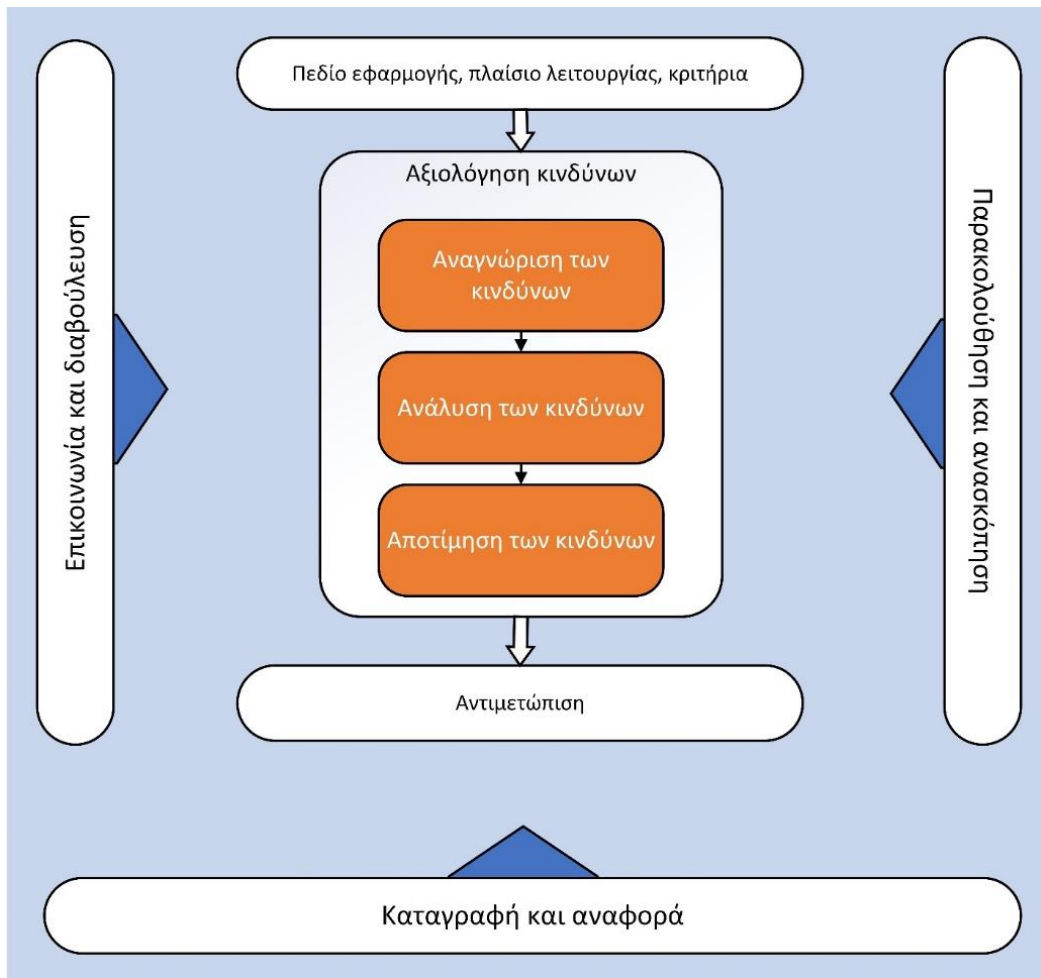 Πεδίο εφαρμογής, πλαίσιο λειτουργίας, κριτήρια
Επικοινωνία και διαβούλευση
Αξιολόγηση κινδύνων
Αναγνώριση των
κινδύνων
Ανάλυση των κινδύνων
Αποτίμηση των κινδύνων
Παρακολούθηση και ανασκόπηση
Αντιμετώπιση
Καταγραφή και αναφορά